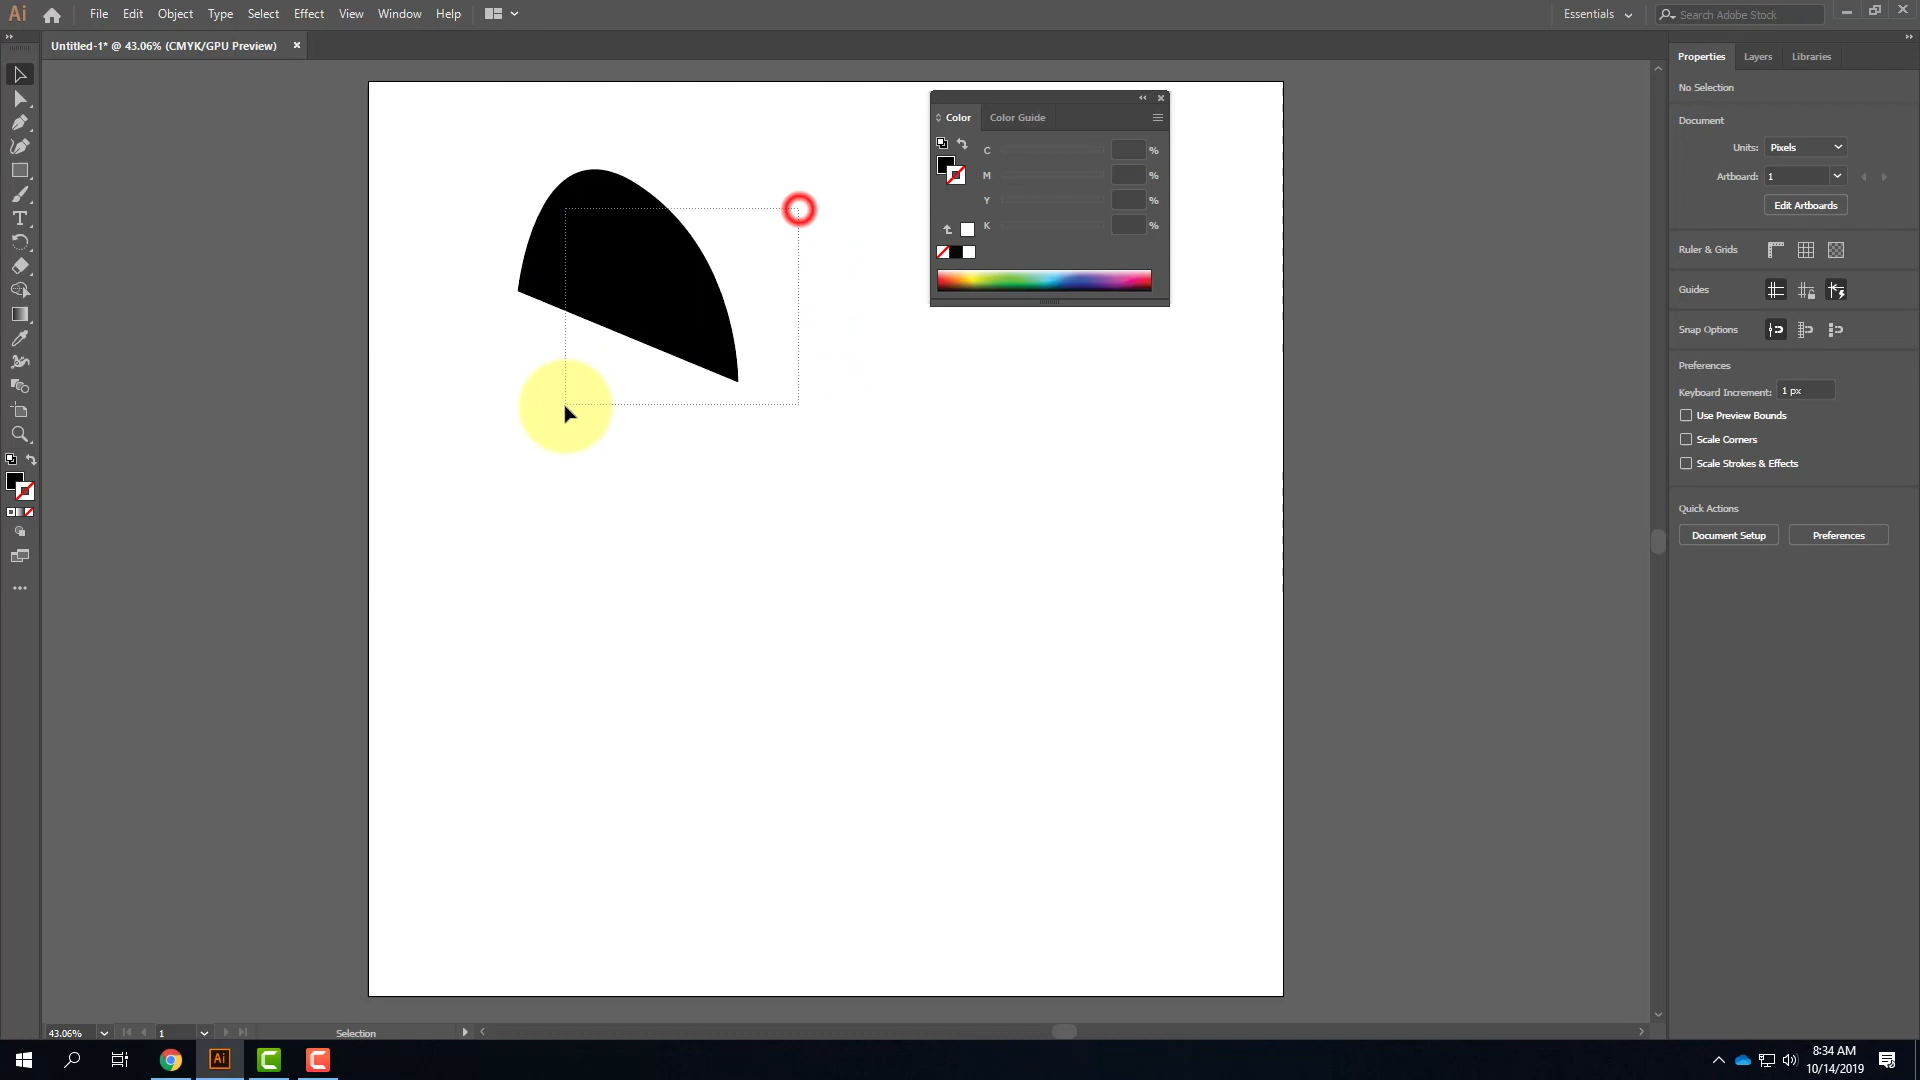 Ai File Edit Object Type Select Effect View Window Help Essentials Search Adobe Stock
Untitled-1* @ 43.06% (CMYK/GPU Preview)
Properties Layers Libraries
No Selection
Document
Units: Pixels
Artboard: 1
Edit Artboards
Ruler & Grids
Guides
Snap Options
Preferences
Keyboard Increment: 1 px
Use Preview Bounds
Scale Corners
Scale Strokes & Effects
Quick Actions
Document Setup Preferences
Color Color Guide
C %
M %
Y %
K %
T
43.06% 1 Selection
Ai
8:34 AM
10/14/2019